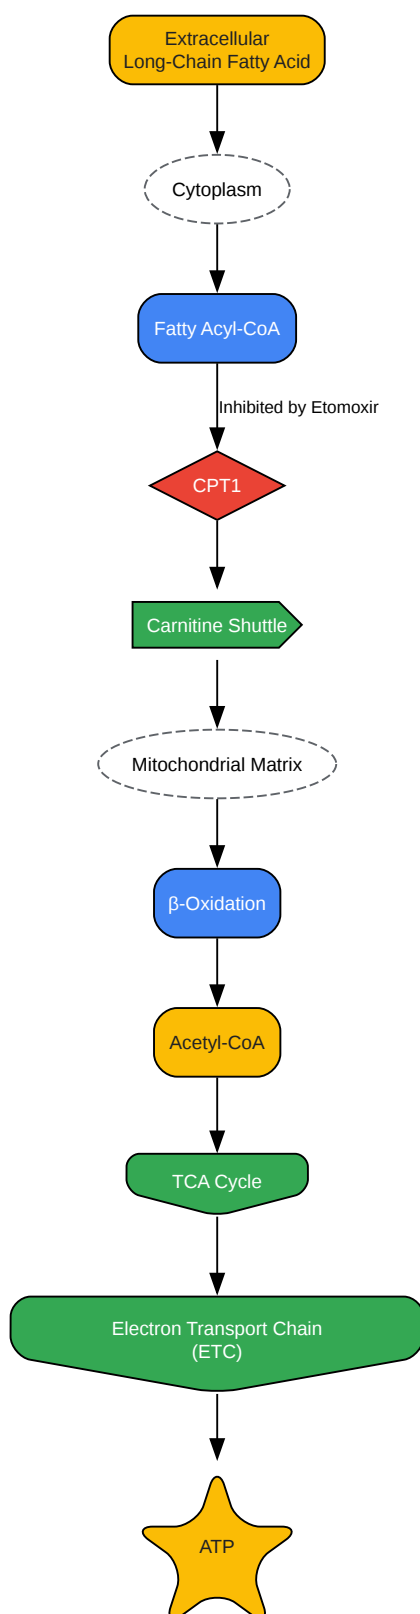 Extracellular
Long-Chain Fatty Acid
Cytoplasm
Fatty Acyl-CoA
Inhibited by Etomoxir
CPT1
Carnitine Shuttle
Mitochondrial Matrix
β-Oxidation
Acetyl-CoA
TCA Cycle
Electron Transport Chain
(ETC)
ATP